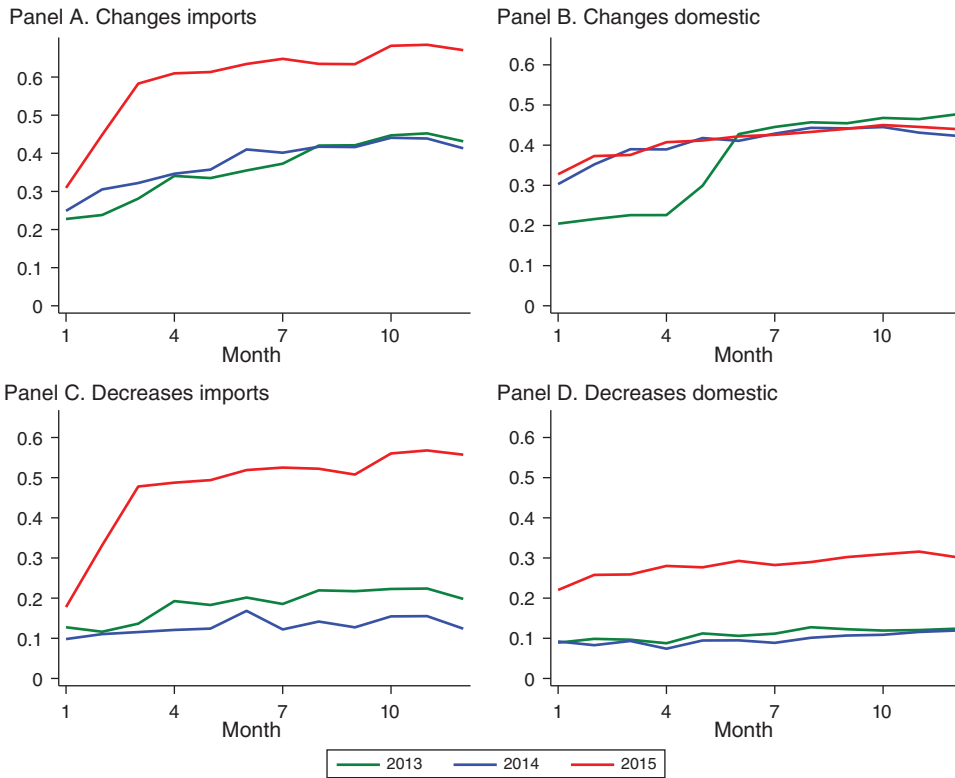 Panel A. Changes imports
0.6
0.5
0.4
0.3
0.2
0.1
0
1 4 7 10
Month
Panel B. Changes domestic
0.6
0.5
0.4
0.3
0.2
0.1
0
1 4 7 10
Month
Panel C. Decreases imports
0.6
0.5
0.4
0.3
0.2
0.1
0
1 4 7 10
Month
Panel D. Decreases domestic
0.6
0.5
0.4
0.3
0.2
0.1
0
1 4 7 10
Month
2013 2014 2015